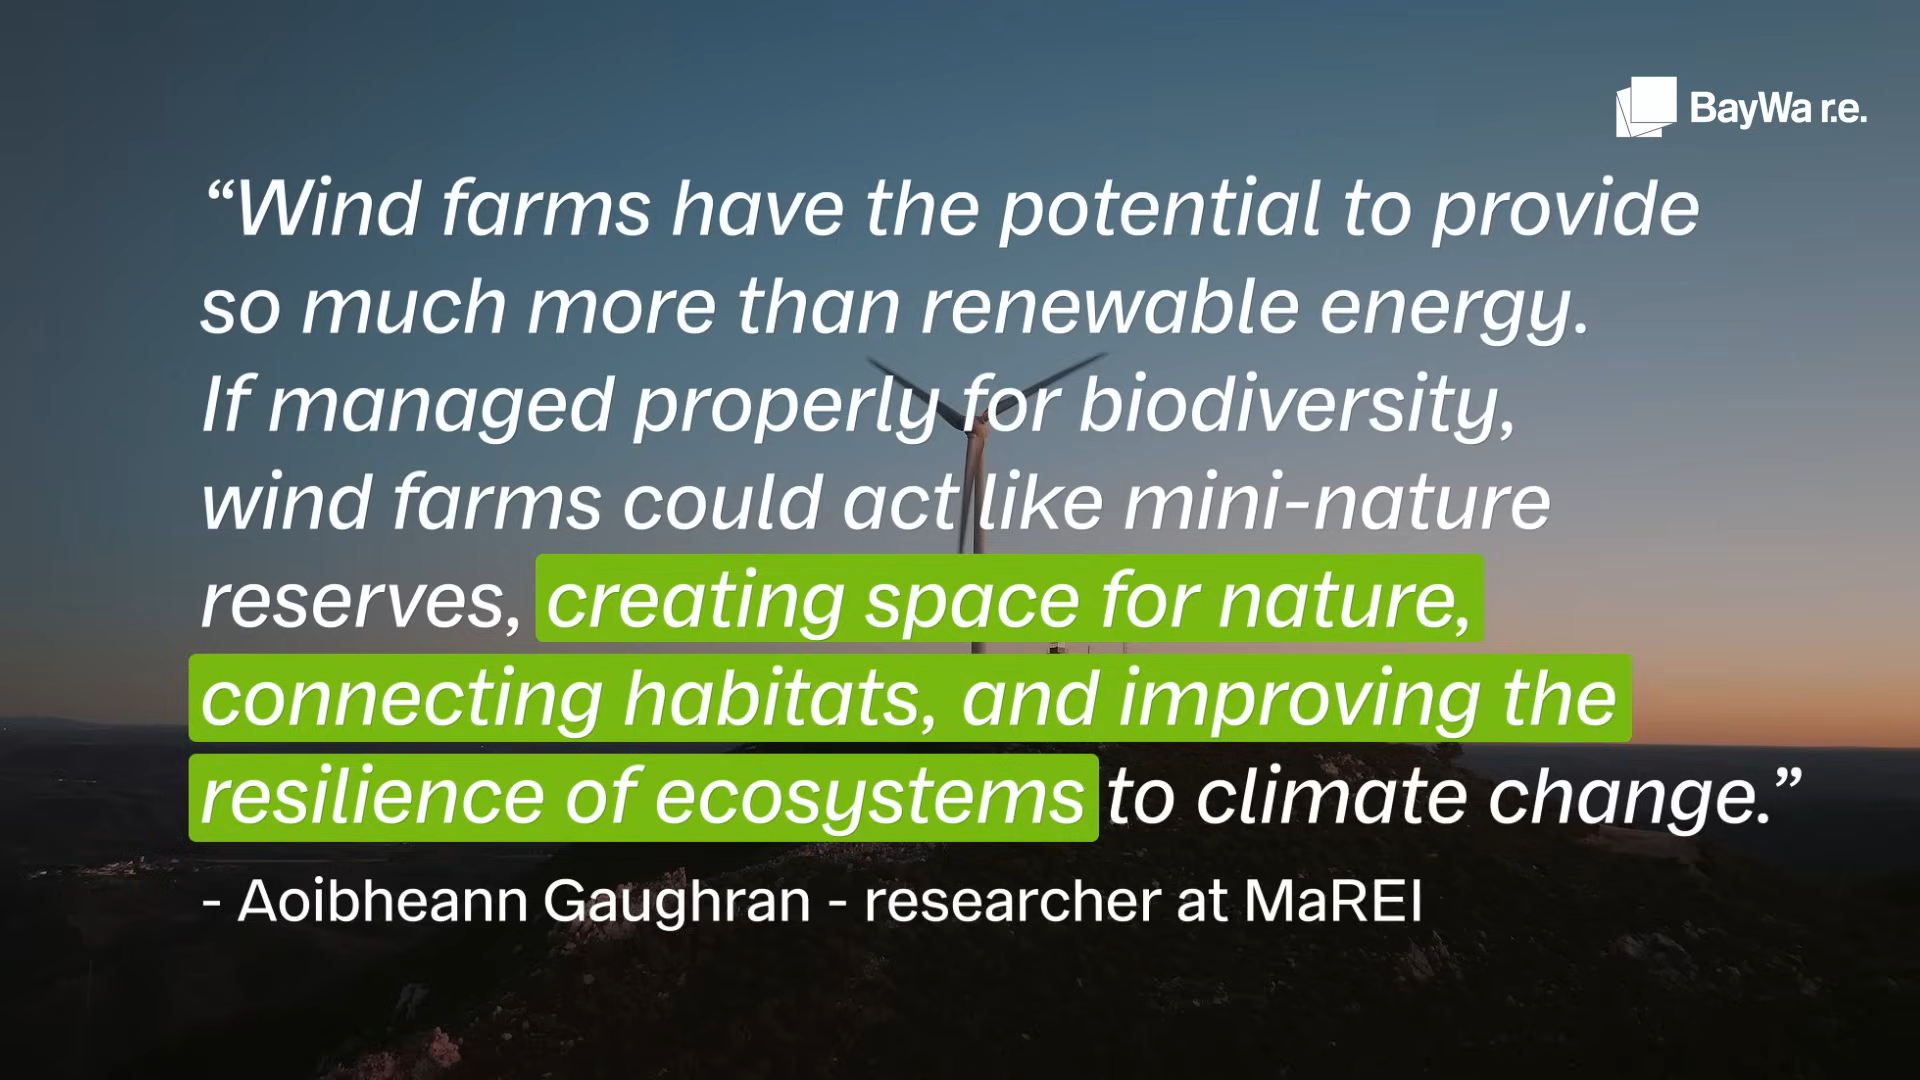 BayWa r.e.
“Wind farms have the potential to provide
so much more than renewable energy.
If managed properly for biodiversity,
wind farms could act like mini-nature
reserves, creating space for nature,
connecting habitats, and improving the
resilience of ecosystems to climate change.”
- Aoibheann Gaughran - researcher at MaREI